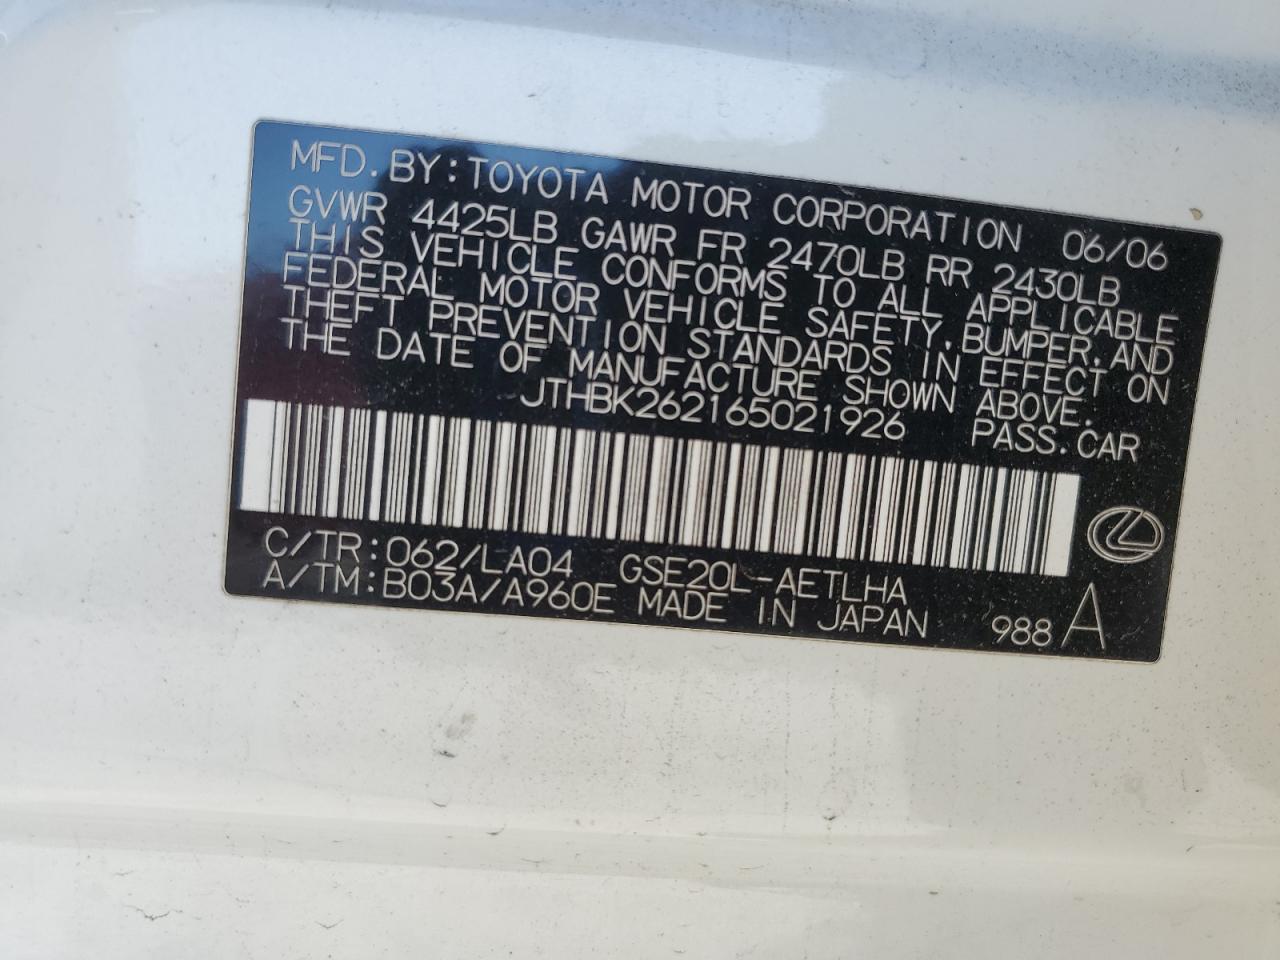 MFD. BY: TOYOTA MOTOR CORPORATION 06/06
GVWR 4425LB GAWR FR 2470LB RR 2430LB
THIS VEHICLE CONFORMS TO ALL APPLICABLE
FEDERAL MOTOR VEHICLE SAFETY, BUMPER, AND
THEFT PREVENTION STANDARDS IN EFFECT ON
THE DATE OF MANUFACTURE SHOWN ABOVE.
JTHBK262165021926 PASS. CAR
C/TR: 062/LA04 GSE20L-AETLHA
A/TM: B03A/A960E MADE IN JAPAN 988 A